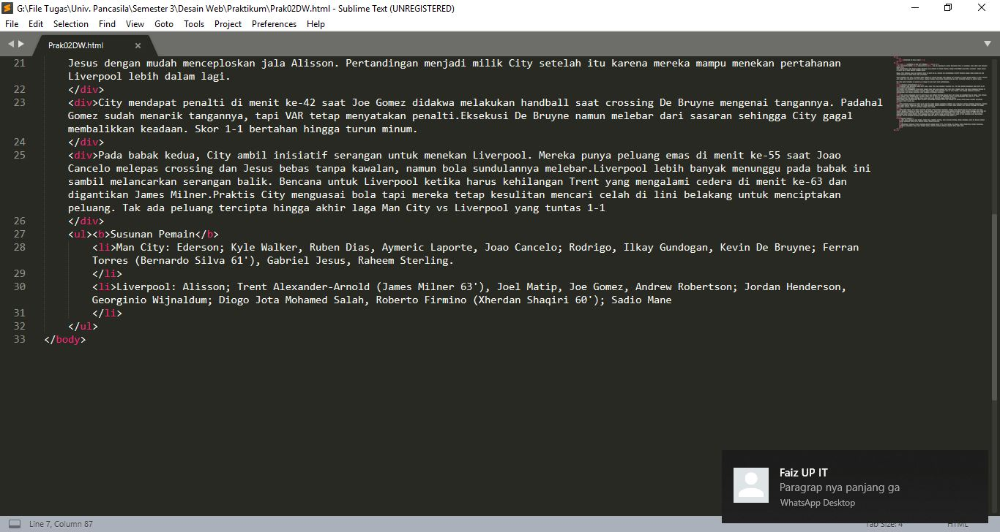 G:\File Tugas\Univ. Pancasila\Semester 3\Desain Web\Praktikum\Prak02DW.html - Sublime Text (UNREGISTERED)
File Edit Selection Find View Goto Tools Project Preferences Help
Prak02DW.html
21 Jesus dengan mudah menceploskan jala Alisson. Pertandingan menjadi milik City setelah itu karena mereka mampu menekan pertahanan
Liverpool lebih dalam lagi.
22 </div>
23 <div>City mendapat penalti di menit ke-42 saat Joe Gomez didakwa melakukan handball saat crossing De Bruyne mengenai tangannya. Padahal
Gomez sudah menarik tangannya, tapi VAR tetap menyatakan penalti.Eksekusi De Bruyne namun melebar dari sasaran sehingga City gagal
membalikkan keadaan. Skor 1-1 bertahan hingga turun minum.
24 </div>
25 <div>Pada babak kedua, City ambil inisiatif serangan untuk menekan Liverpool. Mereka punya peluang emas di menit ke-55 saat Joao
Cancelo melepas crossing dan Jesus bebas tanpa kawalan, namun bola sundulannya melebar.Liverpool lebih banyak menunggu pada babak ini
sambil melancarkan serangan balik. Bencana untuk Liverpool ketika harus kehilangan Trent yang mengalami cedera di menit ke-63 dan
digantikan James Milner.Praktis City menguasai bola tapi mereka tetap kesulitan mencari celah di lini belakang untuk menciptakan
peluang. Tak ada peluang tercipta hingga akhir laga Man City vs Liverpool yang tuntas 1-1
26 </div>
27 <ul><b>Susunan Pemain</b>
28 <li>Man City: Ederson; Kyle Walker, Ruben Dias, Aymeric Laporte, Joao Cancelo; Rodrigo, Ilkay Gundogan, Kevin De Bruyne; Ferran
Torres (Bernardo Silva 61'), Gabriel Jesus, Raheem Sterling.
29 </li>
30 <li>Liverpool: Alisson; Trent Alexander-Arnold (James Milner 63'), Joel Matip, Joe Gomez, Andrew Robertson; Jordan Henderson,
Georginio Wijnaldum; Diogo Jota Mohamed Salah, Roberto Firmino (Xherdan Shaqiri 60'); Sadio Mane
31 </li>
32 </ul>
33 </body>
Faiz UP IT
Paragrap nya panjang ga
WhatsApp Desktop
Line 7, Column 87
Tab Size: 4
HTML